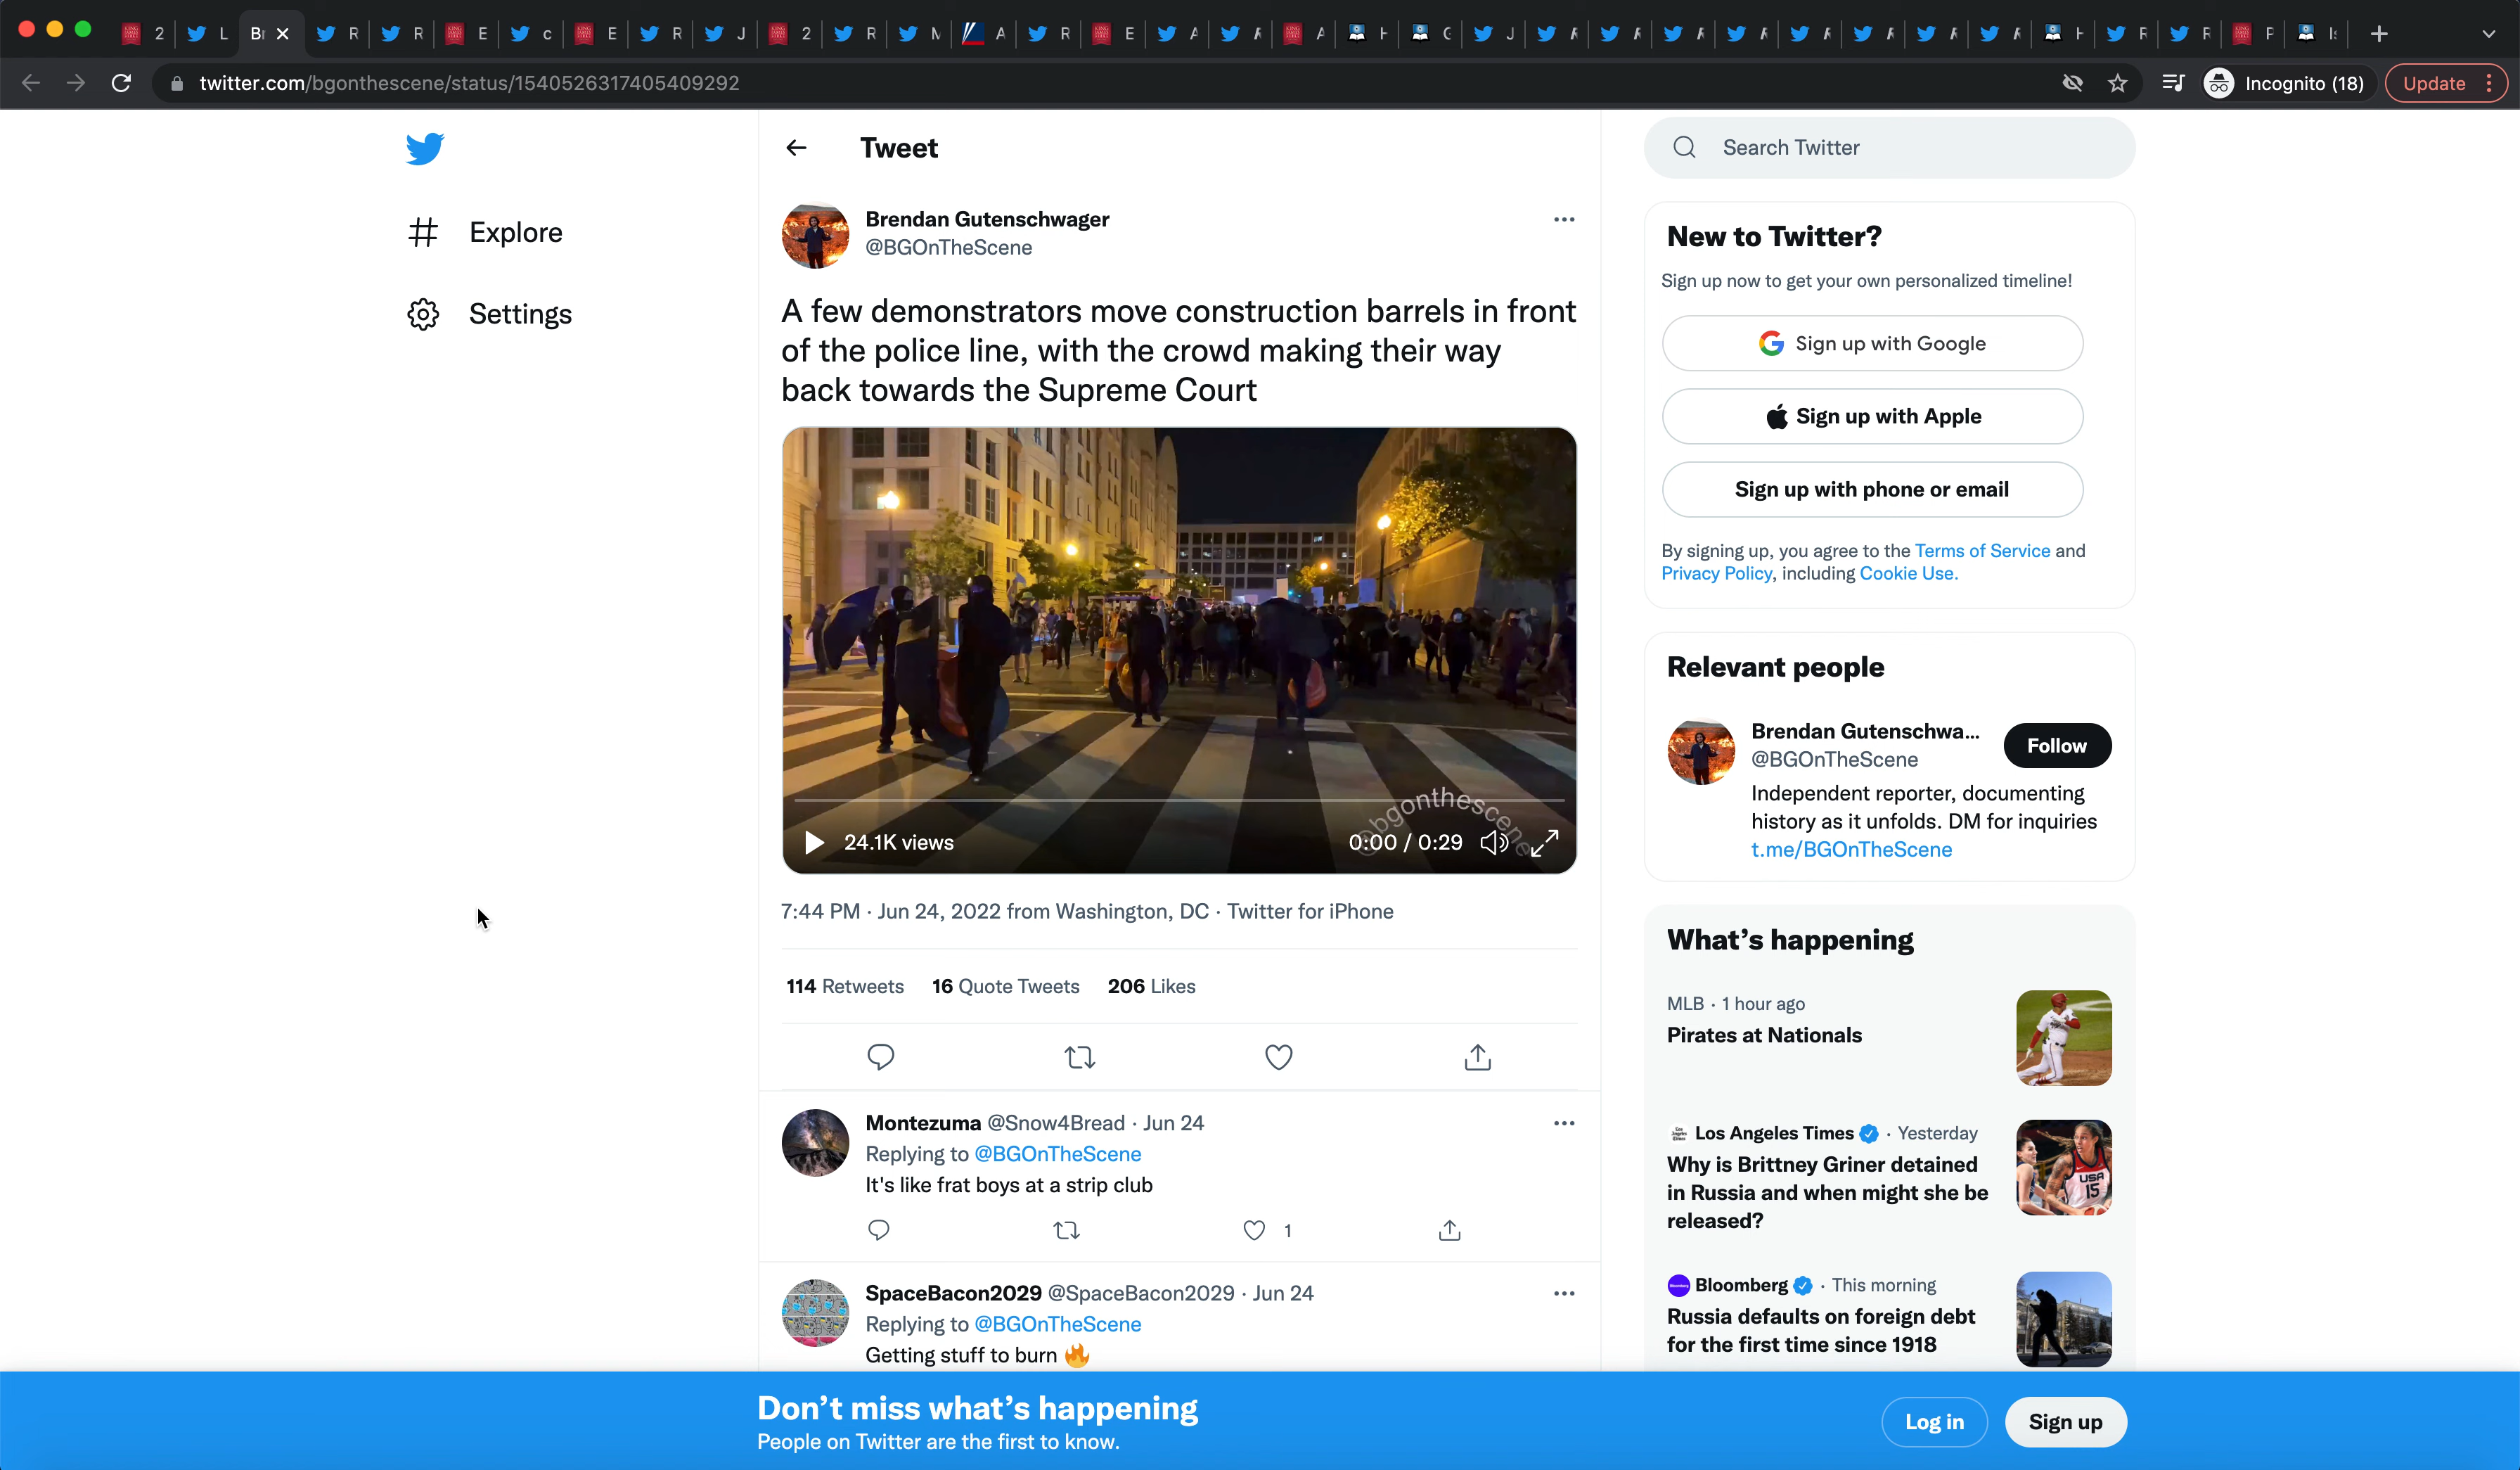 2
L
Br
R
R
E
c
E
R
J
2
R
M
A
R
E
A
A
H
J
H
R
R
P
twitter.com/bgonthescene/status/1540526317405409292
Incognito (18)
Update
Explore
Settings
Tweet
Brendan Gutenschwager
@BGOnTheScene
A few demonstrators move construction barrels in front
of the police line, with the crowd making their way
back towards the Supreme Court
@bgonthescene
24.1K views
0:00 / 0:29
7:44 PM · Jun 24, 2022 from Washington, DC · Twitter for iPhone
114 Retweets 16 Quote Tweets 206 Likes
Montezuma @Snow4Bread · Jun 24
Replying to @BGOnTheScene
It's like frat boys at a strip club
1
SpaceBacon2029 @SpaceBacon2029 · Jun 24
Replying to @BGOnTheScene
Getting stuff to burn 🔥
Search Twitter
New to Twitter?
Sign up now to get your own personalized timeline!
Sign up with Google
Sign up with Apple
Sign up with phone or email
By signing up, you agree to the Terms of Service and
Privacy Policy, including Cookie Use.
Relevant people
Brendan Gutenschwa...
@BGOnTheScene
Follow
Independent reporter, documenting
history as it unfolds. DM for inquiries
t.me/BGOnTheScene
What's happening
MLB · 1 hour ago
Pirates at Nationals
Los Angeles Times · Yesterday
Why is Brittney Griner detained
in Russia and when might she be
released?
USA
15
Bloomberg · This morning
Russia defaults on foreign debt
for the first time since 1918
Don't miss what's happening
People on Twitter are the first to know.
Log in
Sign up